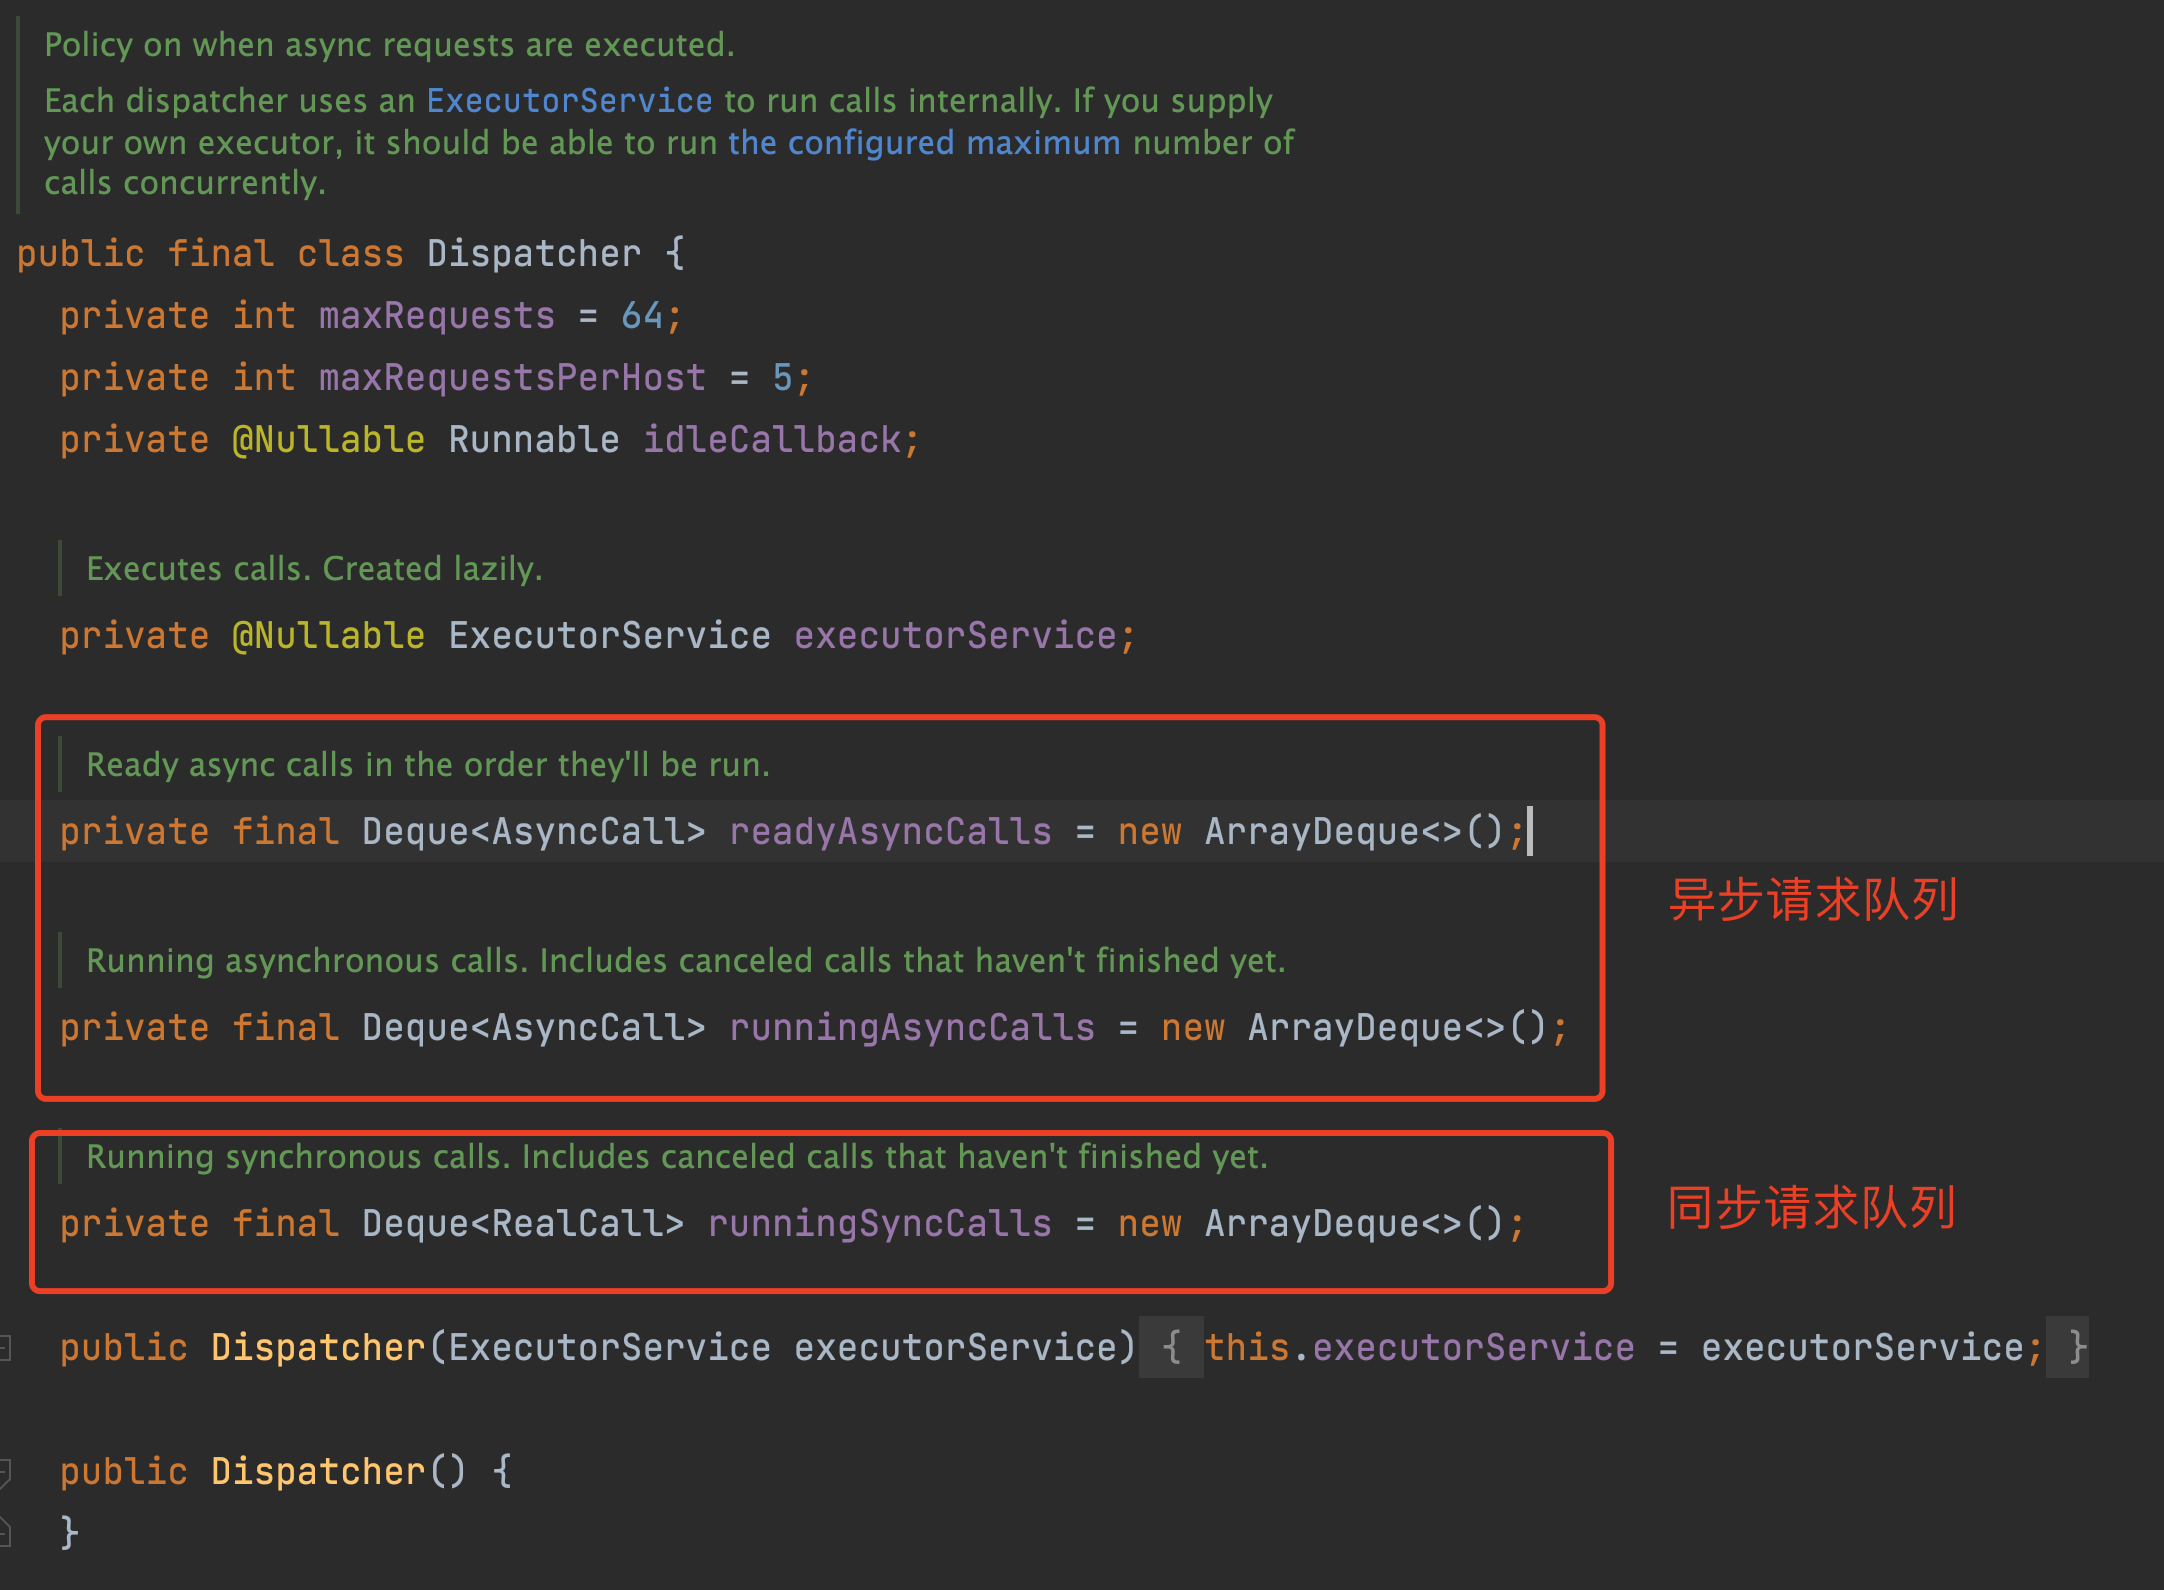 Policy on when async requests are executed.
Each dispatcher uses an ExecutorService to run calls internally. If you supply
your own executor, it should be able to run the configured maximum number of
calls concurrently.
public final class Dispatcher {
private int maxRequests = 64;
private int maxRequestsPerHost = 5;
private @Nullable Runnable idleCallback;
Executes calls. Created lazily.
private @Nullable ExecutorService executorService;
Ready async calls in the order they'll be run.
private final Deque<AsyncCall> readyAsyncCalls = new ArrayDeque<>();
异步请求队列
Running asynchronous calls. Includes canceled calls that haven't finished yet.
private final Deque<AsyncCall> runningAsyncCalls = new ArrayDeque<>();
Running synchronous calls. Includes canceled calls that haven't finished yet.
private final Deque<RealCall> runningSyncCalls = new ArrayDeque<>();
同步请求队列
public Dispatcher(ExecutorService executorService) { this.executorService = executorService; }
public Dispatcher() {
}